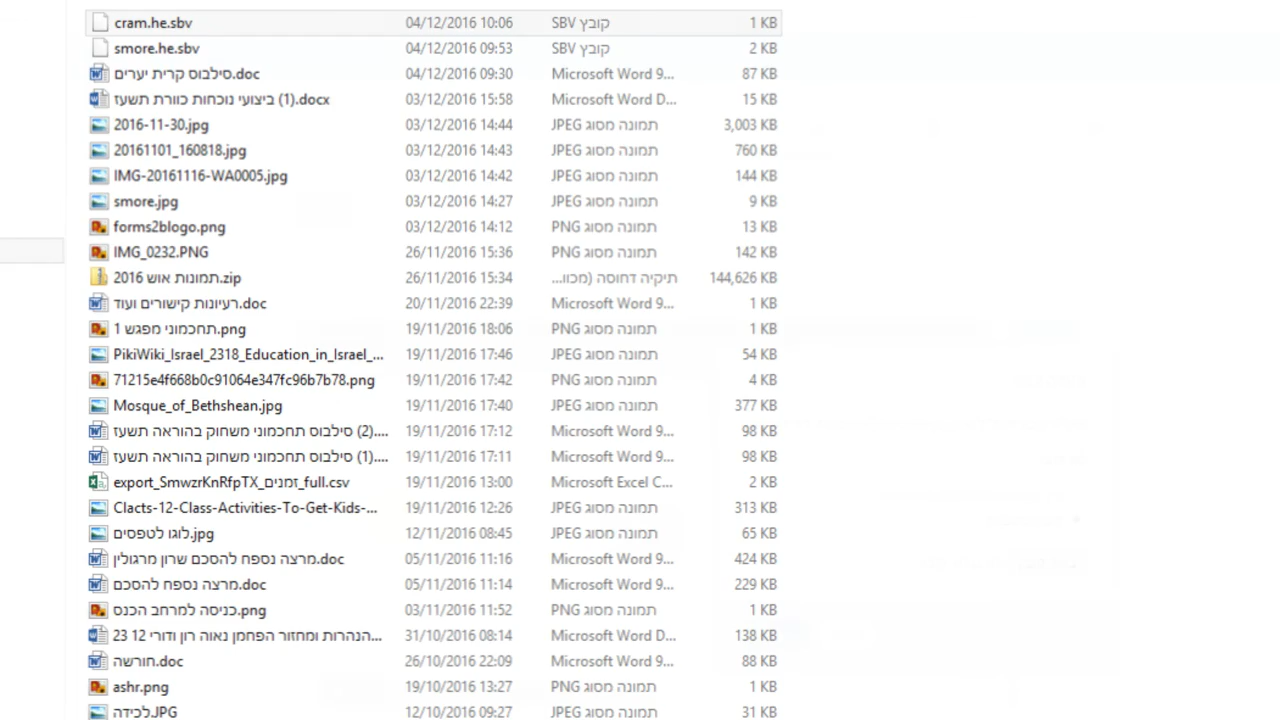 cram.he.sbv 04/12/2016 10:06 קובץ SBV 1 KB
smore.he.sbv 04/12/2016 09:53 קובץ SBV 2 KB
סילבוס קרית יערים.doc 04/12/2016 09:30 Microsoft Word 9... 87 KB
ביצועי נוכחות כוורת תשעז (1).docx 03/12/2016 15:58 Microsoft Word D... 15 KB
2016-11-30.jpg 03/12/2016 14:44 תמונה מסוג JPEG 3,003 KB
20161101_160818.jpg 03/12/2016 14:43 תמונה מסוג JPEG 760 KB
IMG-20161116-WA0005.jpg 03/12/2016 14:42 תמונה מסוג JPEG 144 KB
smore.jpg 03/12/2016 14:27 תמונה מסוג JPEG 9 KB
forms2blogo.png 03/12/2016 14:12 תמונה מסוג PNG 13 KB
IMG_0232.PNG 26/11/2016 15:36 תמונה מסוג PNG 142 KB
תמונות אוש 2016.zip 26/11/2016 15:34 תיקיה דחוסה (מכוו... 144,626 KB
רעיונות קישורים ועוד.doc 20/11/2016 22:39 Microsoft Word 9... 1 KB
תחכמוני מפגש 1.png 19/11/2016 18:06 תמונה מסוג PNG 1 KB
PikiWiki_Israel_2318_Education_in_Israel_... 19/11/2016 17:46 תמונה מסוג JPEG 54 KB
71215e4f668b0c91064e347fc96b7b78.png 19/11/2016 17:42 תמונה מסוג PNG 4 KB
Mosque_of_Bethshean.jpg 19/11/2016 17:40 תמונה מסוג JPEG 377 KB
סילבוס תחכמוני משחוק בהוראה תשעז (2).... 19/11/2016 17:12 Microsoft Word 9... 98 KB
סילבוס תחכמוני משחוק בהוראה תשעז (1).... 19/11/2016 17:11 Microsoft Word 9... 98 KB
export_SmwzrKnRfpTX_זמנים_full.csv 19/11/2016 13:00 Microsoft Excel C... 2 KB
Clacts-12-Class-Activities-To-Get-Kids-... 19/11/2016 12:26 תמונה מסוג JPEG 313 KB
לוגו לטפסים.jpg 12/11/2016 08:45 תמונה מסוג JPEG 65 KB
מרצה נספח להסכם שרון מרגולין.doc 05/11/2016 11:16 Microsoft Word 9... 424 KB
מרצה נספח להסכם.doc 05/11/2016 11:14 Microsoft Word 9... 229 KB
כניסה למרחב הכנס.png 03/11/2016 11:52 תמונה מסוג PNG 1 KB
הנהרות ומחזור הפחמן נאוה רון ודורי 12 23... 31/10/2016 08:14 Microsoft Word D... 138 KB
חורשה.doc 26/10/2016 22:09 Microsoft Word 9... 88 KB
ashr.png 19/10/2016 13:27 תמונה מסוג PNG 1 KB
לכידה.JPG 12/10/2016 09:27 תמונה מסוג JPEG 31 KB